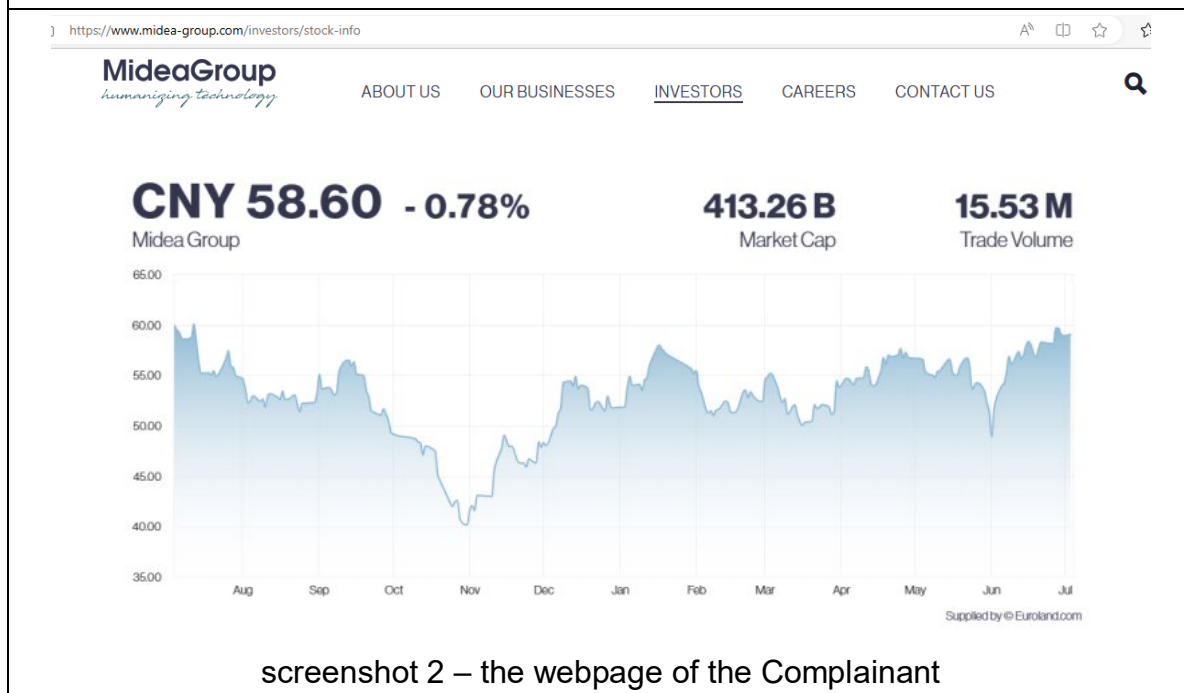 https://www.midea-group.com/investors/stock-info
MideaGroup
humanizing technology
ABOUT US OUR BUSINESSES INVESTORS CAREERS CONTACT US
CNY 58.60 - 0.78% 413.26 B 15.53 M
Midea Group Market Cap Trade Volume
65.00
60.00
55.00
50.00
45.00
40.00
35.00
Aug Sep Oct Nov Dec Jan Feb Mar Apr May Jun Jul
Supplied by © Euroland.com
screenshot 2 – the webpage of the Complainant